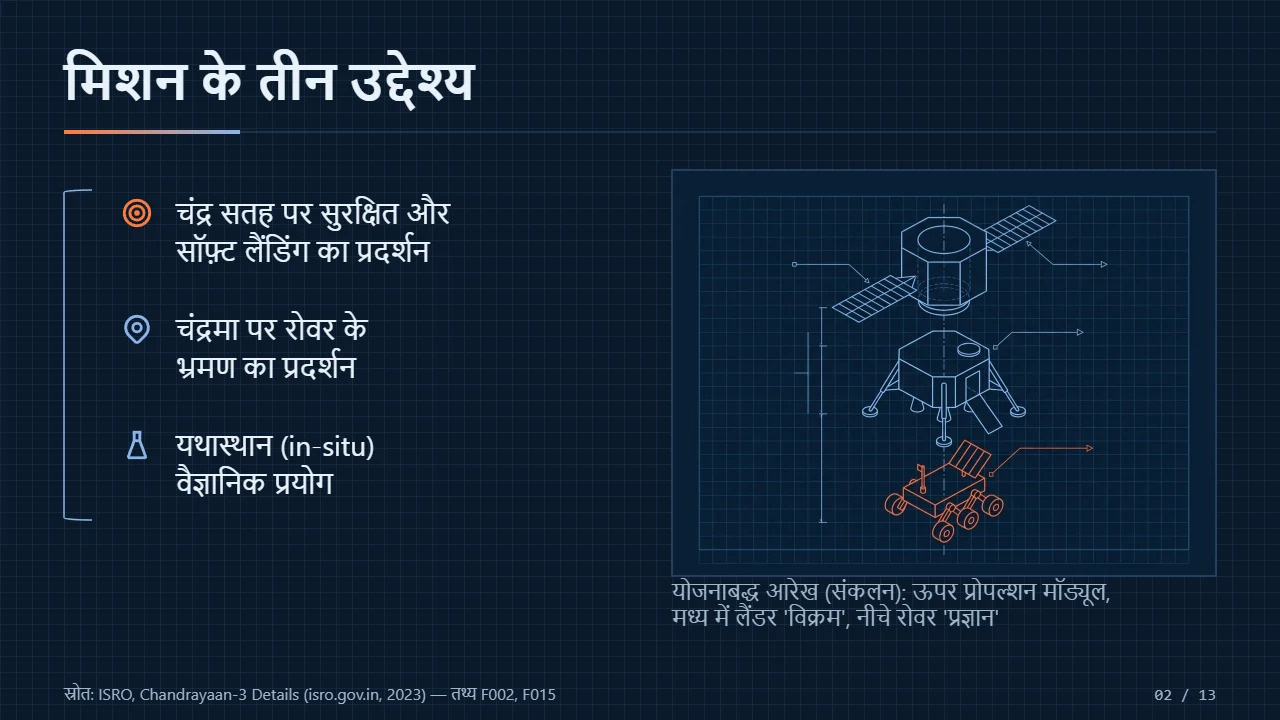 मिशन के तीन उद्देश्य
चंद्र सतह पर सुरक्षित और
सॉफ़्ट लैंडिंग का प्रदर्शन
चंद्रमा पर रोवर के
भ्रमण का प्रदर्शन
यथास्थान (in-situ)
वैज्ञानिक प्रयोग
योजनाबद्ध आरेख (संकलन): ऊपर प्रोपल्शन मॉड्यूल,
मध्य में लैंडर 'विक्रम', नीचे रोवर 'प्रज्ञान'
स्रोत: ISRO, Chandrayaan-3 Details (isro.gov.in, 2023) — तथ्य F002, F015
02 / 13